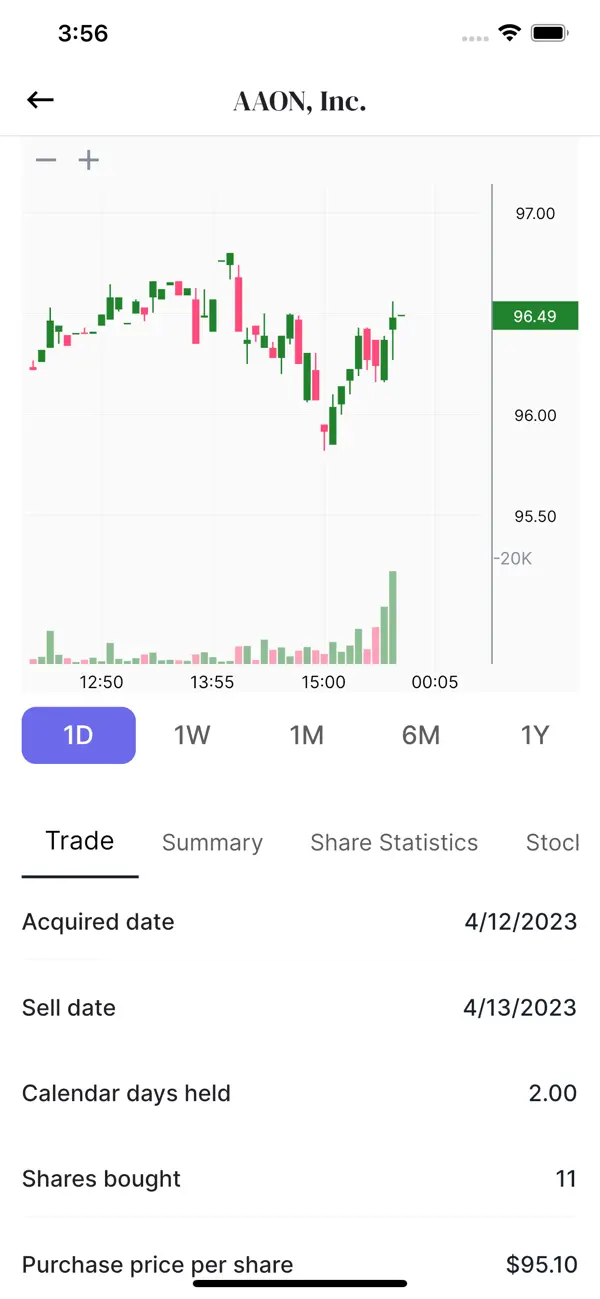 3:56
AAON, Inc.
97.00
96.49
96.00
95.50
-20K
12:50 13:55 15:00 00:05
1D 1W 1M 6M 1Y
Trade Summary Share Statistics Stocl
Acquired date 4/12/2023
Sell date 4/13/2023
Calendar days held 2.00
Shares bought 11
Purchase price per share $95.10